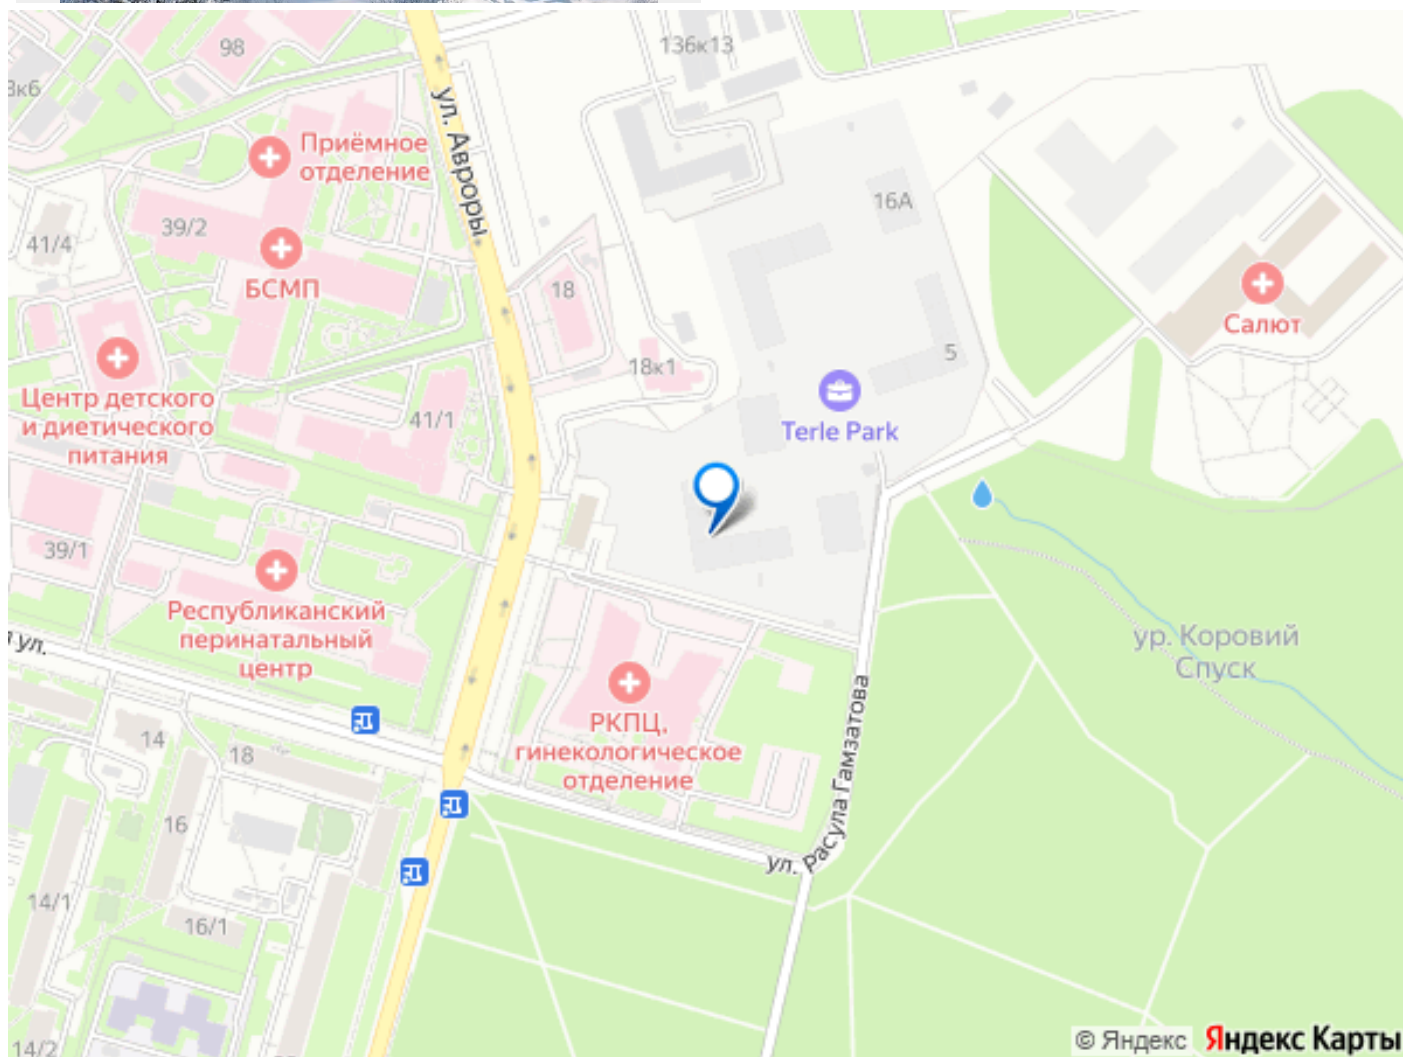 98
136к13
3к6
ул. Авроры
Приёмное
отделение
16А
39/2
41/4
БСМП
18
Салют
18к1
5
Центр детского
и диетического
питания
41/1
Terle Park
39/1
Республиканский
перинатальный
центр
ур. Коровий
Спуск
ул.
РКПЦ,
гинекологическое
отделение
14
18
16
ул. Расула Гамзатова
14/1
16/1
14/2
© Яндекс
Яндекс Карты